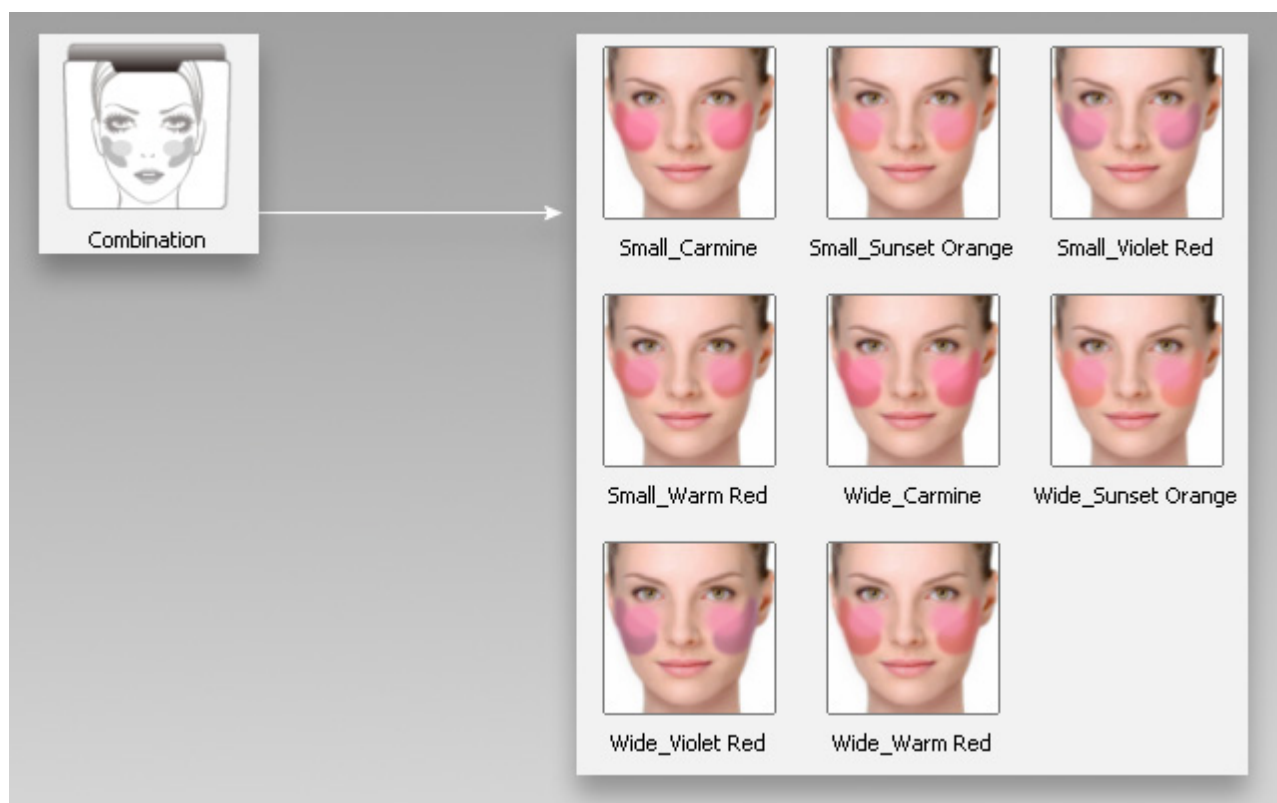 Combination
Small_Carmine
Small_Sunset Orange
Small_Violet Red
Small_Warm Red
Wide_Carmine
Wide_Sunset Orange
Wide_Violet Red
Wide_Warm Red